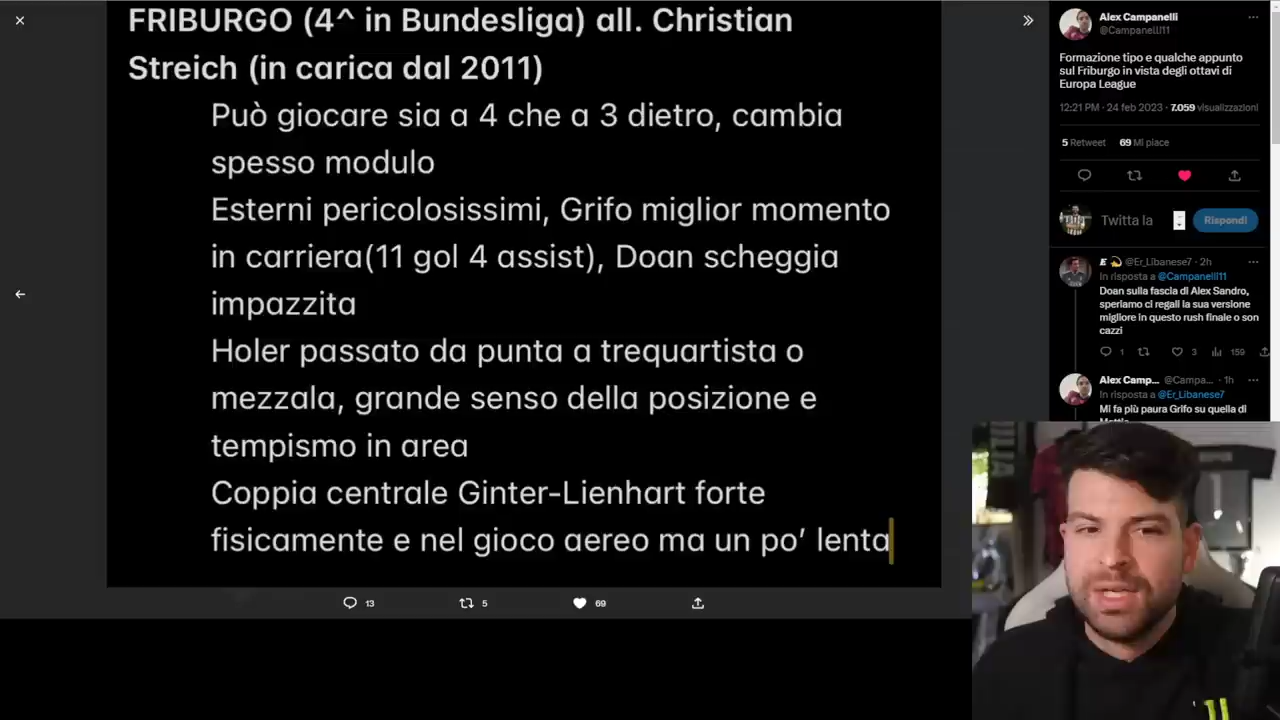 FRIBURGO (4^ in Bundesliga) all. Christian
Streich (in carica dal 2011)
Può giocare sia a 4 che a 3 dietro, cambia
spesso modulo
Esterni pericolosissimi, Grifo miglior momento
in carriera(11 gol 4 assist), Doan scheggia
impazzita
Holer passato da punta a trequartista o
mezzala, grande senso della posizione e
tempismo in area
Coppia centrale Ginter-Lienhart forte
fisicamente e nel gioco aereo ma un po’ lenta
13
5
69
Alex Campanelli
@Campanelli11
Formazione tipo e qualche appunto
sul Friburgo in vista degli ottavi di
Europa League
12:21 PM · 24 feb 2023 · 7.059 visualizzazioni
5 Retweet 69 Mi piace
Twitta la
Rispondi
@Er_Libanese7 · 2h
In risposta a @Campanelli11
Doan sulla fascia di Alex Sandro,
speriamo ci regali la sua versione
migliore in questo rush finale o son
cazzi
1 3 159
Alex Camp... @Campa... · 1h
In risposta a @Er_Libanese7
Mi fa più paura Grifo su quella di